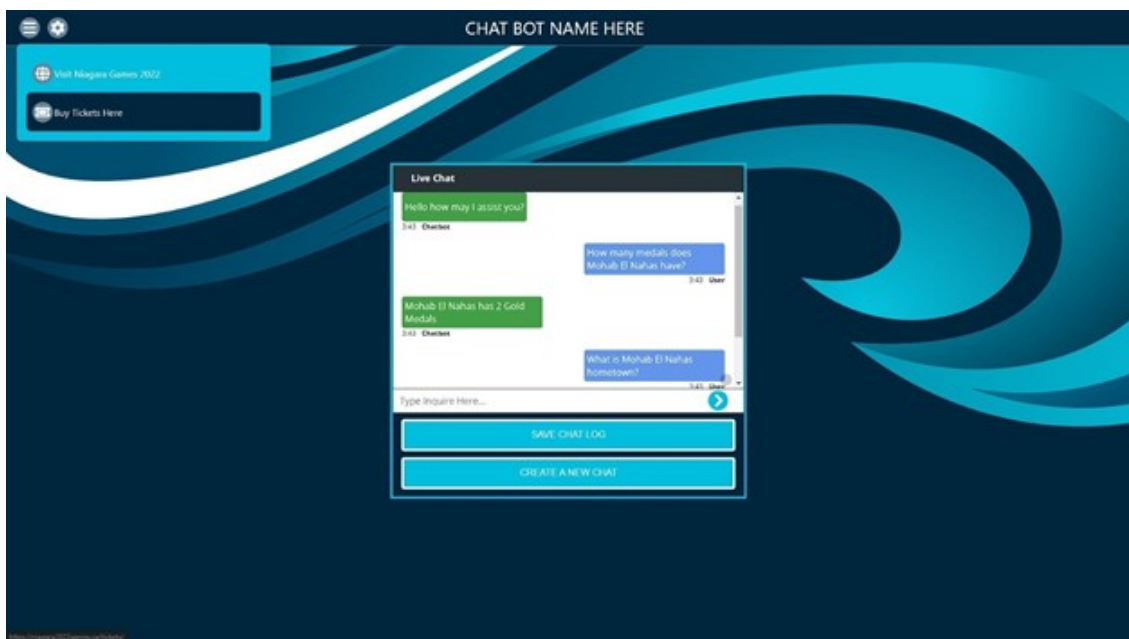 CHAT BOT NAME HERE
Visit Niagara Games 2022
Buy Tickets Here
Live Chat
Hello how may I assist you?
3:43 Chatbot
How many medals does
Mohab El Nahas have?
3:43 User
Mohab El Nahas has 2 Gold
Medals
3:43 Chatbot
What is Mohab El Nahas
hometown?
3:43 User
Type Inquire Here...
SAVE CHAT LOG
CREATE A NEW CHAT